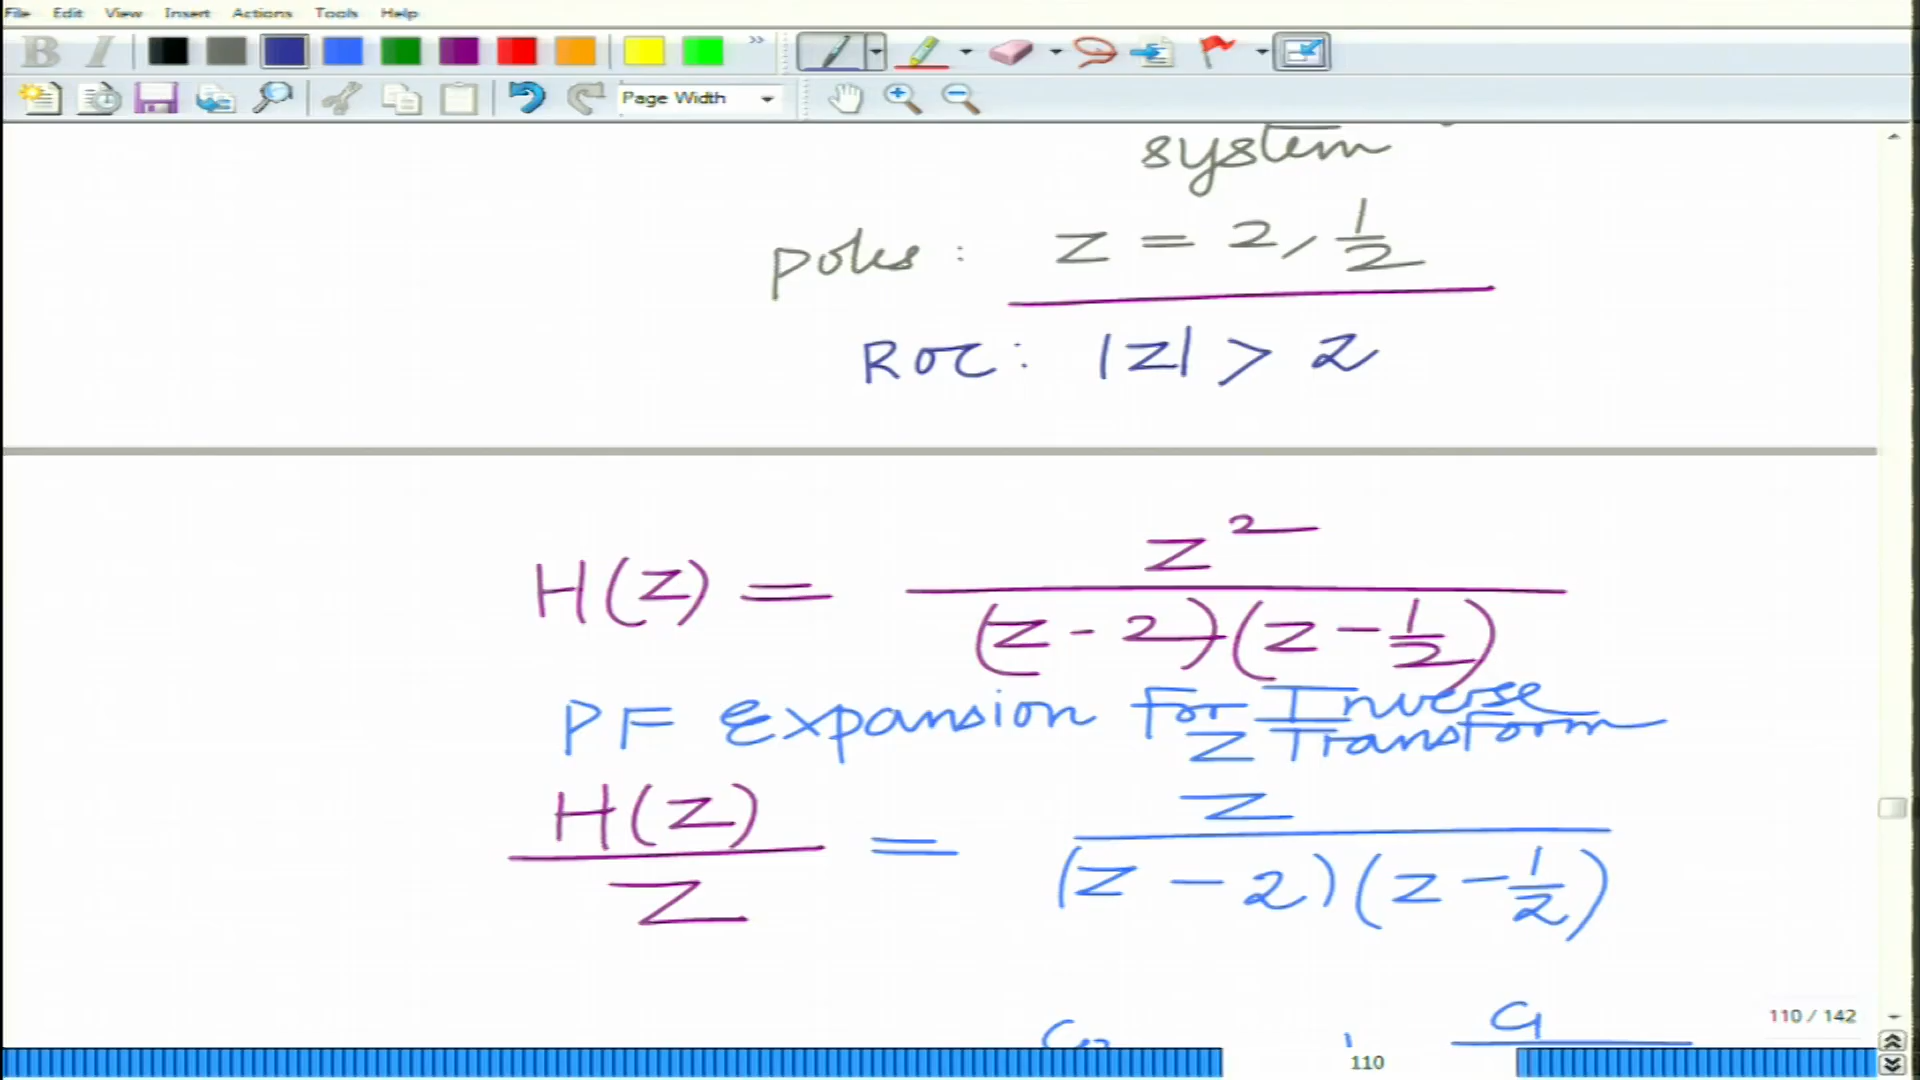 File Edit View Insert Actions Tools Help
B I
Page Width
system
poles : z = 2, 1/2
ROC : |z| > 2
H(z) = z^2 / (z - 2)(z - 1/2)
PF Expansion For Inverse
Z Transform
H(z) / z = z / (z - 2)(z - 1/2)
110 / 142
110